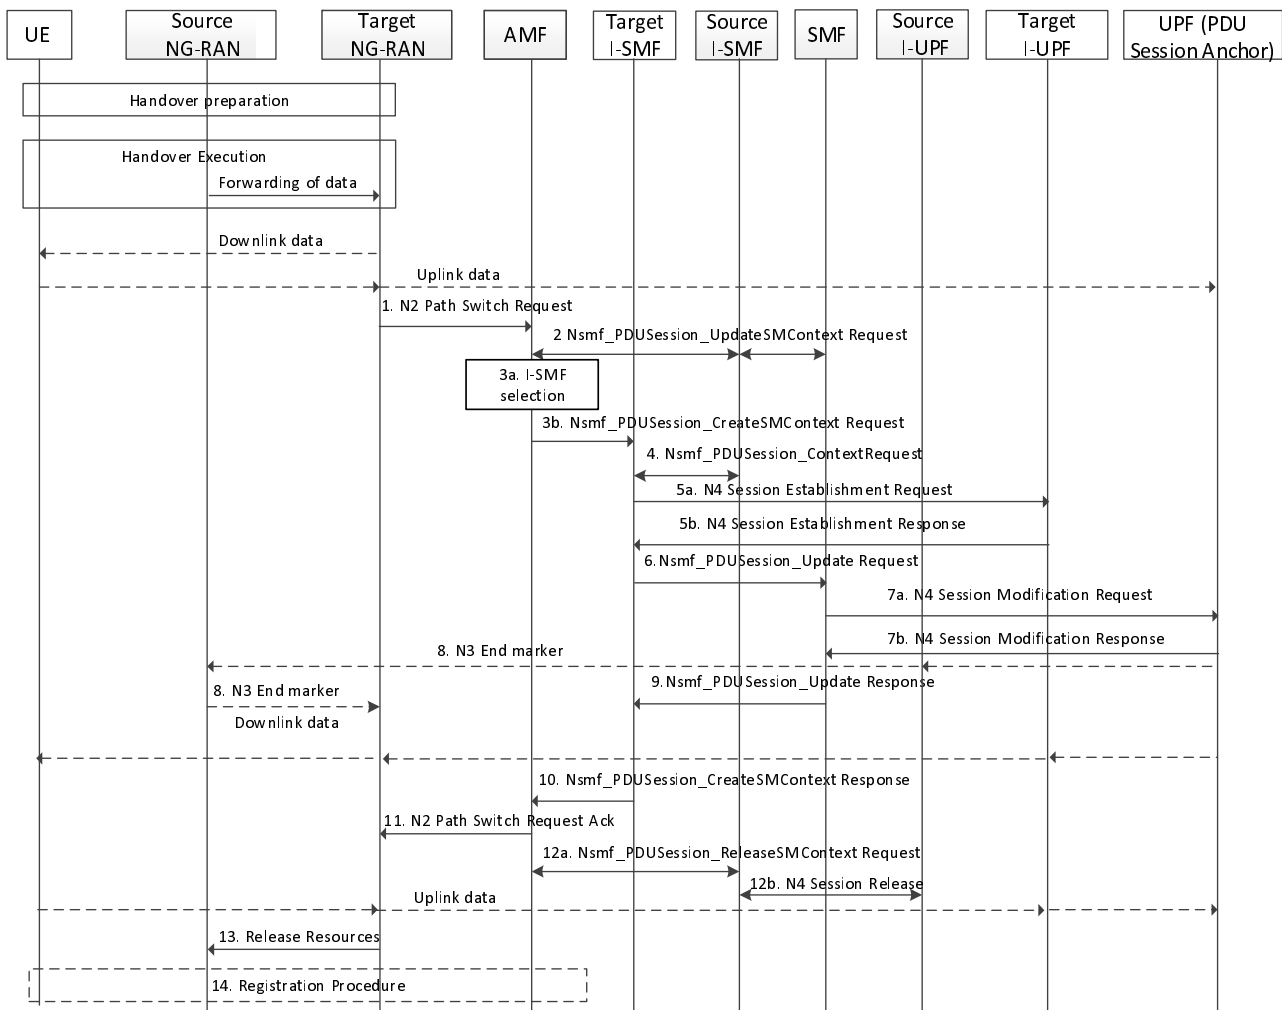 UE
Source
NG-RAN
Target
NG-RAN
AMF
Target
I-SMF
Source
I-SMF
SMF
Source
I-UPF
Target
I-UPF
UPF (PDU
Session Anchor)
Handover preparation
Handover Execution
Forwarding of data
Downlink data
Uplink data
1. N2 Path Switch Request
2 Nsmf_PDUSession_UpdateSMContext Request
3a. I-SMF
selection
3b. Nsmf_PDUSession_CreateSMContext Request
4. Nsmf_PDUSession_ContextRequest
5a. N4 Session Establishment Request
5b. N4 Session Establishment Response
6. Nsmf_PDUSession_Update Request
7a. N4 Session Modification Request
7b. N4 Session Modification Response
8. N3 End marker
9. Nsmf_PDUSession_Update Response
8. N3 End marker
Downlink data
10. Nsmf_PDUSession_CreateSMContext Response
11. N2 Path Switch Request Ack
12a. Nsmf_PDUSession_ReleaseSMContext Request
12b. N4 Session Release
Uplink data
13. Release Resources
14. Registration Procedure